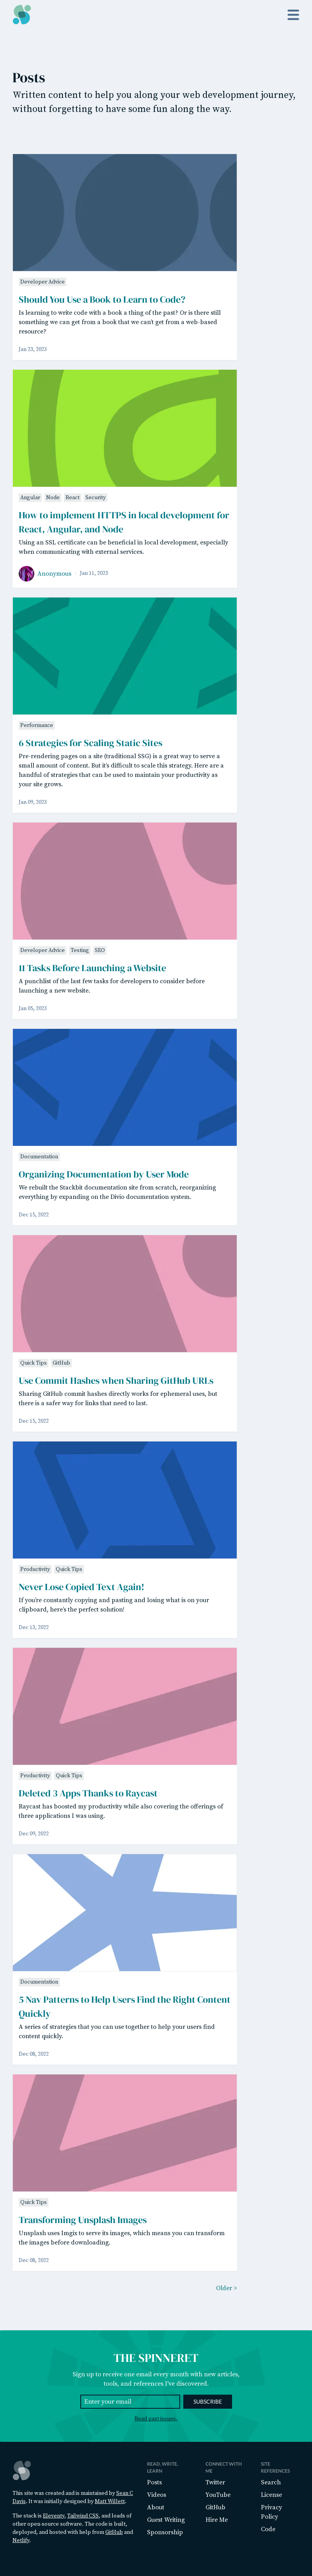 Posts
Written content to help you along your web development journey,
without forgetting to have some fun along the way.
Developer Advice
Should You Use a Book to Learn to Code?
Is learning to write code with a book a thing of the past? Or is there still
something we can get from a book that we can't get from a web-based
resource?
Jan 23, 2023
Angular Node React Security
How to implement HTTPS in local development for
React, Angular, and Node
Using an SSL certificate can be beneficial in local development, especially
when communicating with external services.
Anonymous Jan 11, 2023
Performance
6 Strategies for Scaling Static Sites
Pre-rendering pages on a site (traditional SSG) is a great way to serve a
small amount of content. But it's difficult to scale this strategy. Here are a
handful of strategies that can be used to maintain your productivity as
your site grows.
Jan 09, 2023
Developer Advice Testing SEO
11 Tasks Before Launching a Website
A punchlist of the last few tasks for developers to consider before
launching a new website.
Jan 05, 2023
Documentation
Organizing Documentation by User Mode
We rebuilt the Stackbit documentation site from scratch, reorganizing
everything by expanding on the Divio documentation system.
Dec 15, 2022
Quick Tips GitHub
Use Commit Hashes when Sharing GitHub URLs
Sharing GitHub commit hashes directly works for ephemeral uses, but
there is a safer way for links that need to last.
Dec 15, 2022
Productivity Quick Tips
Never Lose Copied Text Again!
If you're constantly copying and pasting and losing what is on your
clipboard, here's the perfect solution!
Dec 13, 2022
Productivity Quick Tips
Deleted 3 Apps Thanks to Raycast
Raycast has boosted my productivity while also covering the offerings of
three applications I was using.
Dec 09, 2022
Documentation
5 Nav Patterns to Help Users Find the Right Content
Quickly
A series of strategies that you can use together to help your users find
content quickly.
Dec 08, 2022
Quick Tips
Transforming Unsplash Images
Unsplash uses Imgix to serve its images, which means you can transform
the images before downloading.
Dec 08, 2022
Older >
THE SPINNERET
Sign up to receive one email every month with new articles,
tools, and references I've discovered.
Enter your email SUBSCRIBE
Read past issues.
This site was created and is maintained by Sean C
Davis. It was initially designed by Matt Willett.
The stack is Eleventy, Tailwind CSS, and loads of
other open source software. The code is built,
deployed, and hosted with help from GitHub and
Netlify.
READ, WRITE,
LEARN
Posts
Videos
About
Guest Writing
Sponsorship
CONNECT WITH
ME
Twitter
YouTube
GitHub
Hire Me
SITE
REFERENCES
Search
License
Privacy
Policy
Code